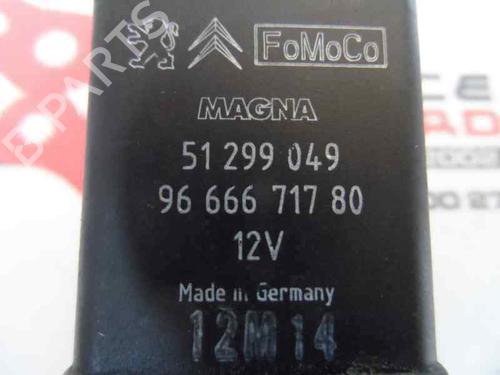 FoMoCo
MAGNA
51 299 049
96 666 717 80
12V
Made in Germany
12M14